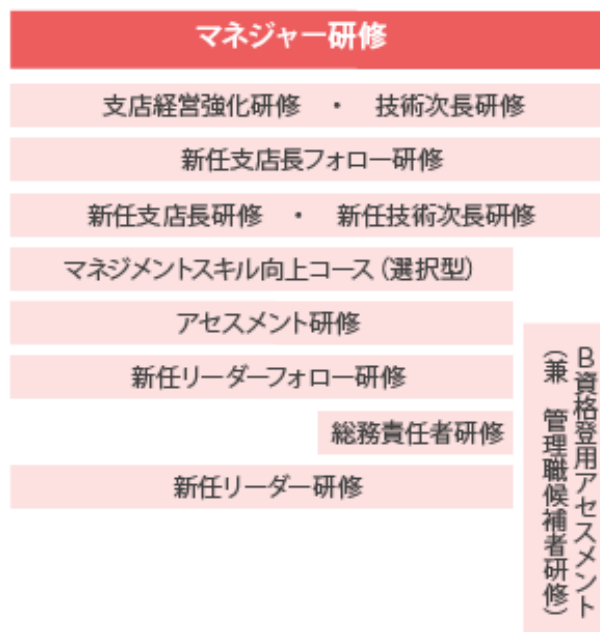 マネジャー研修
支店経営強化研修 ・ 技術次長研修
新任支店長フォロー研修
新任支店長研修 ・ 新任技術次長研修
マネジメントスキル向上コース（選択型）
アセスメント研修
新任リーダーフォロー研修
総務責任者研修
新任リーダー研修
B資格登用アセスメント
（兼 管理職候補者研修）